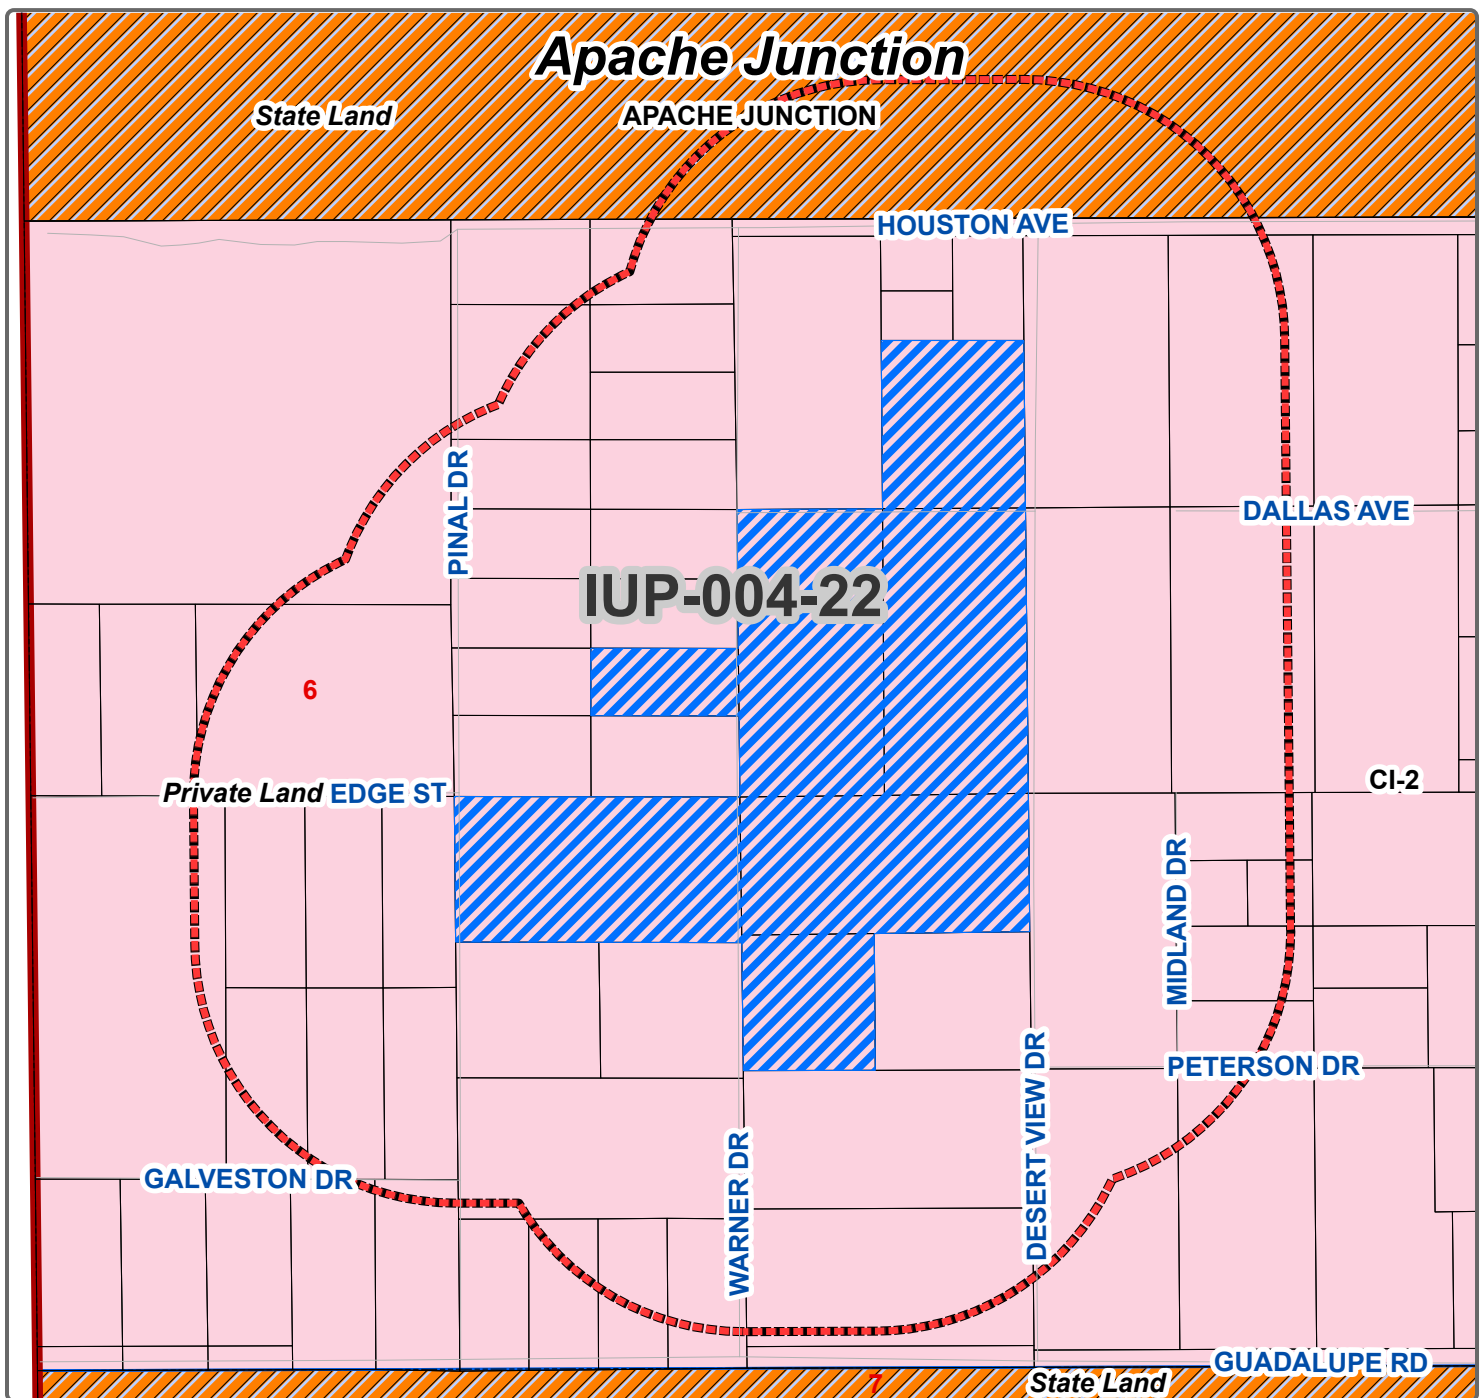 Apache Junction
State Land
APACHE JUNCTION
HOUSTON AVE
PINAL DR
DALLAS AVE
IUP-004-22
6
Private Land
EDGE ST
CI-2
MIDLAND DR
PETERSON DR
DESERT VIEW DR
WARNER DR
GALVESTON DR
GUADALUPE RD
7
State Land